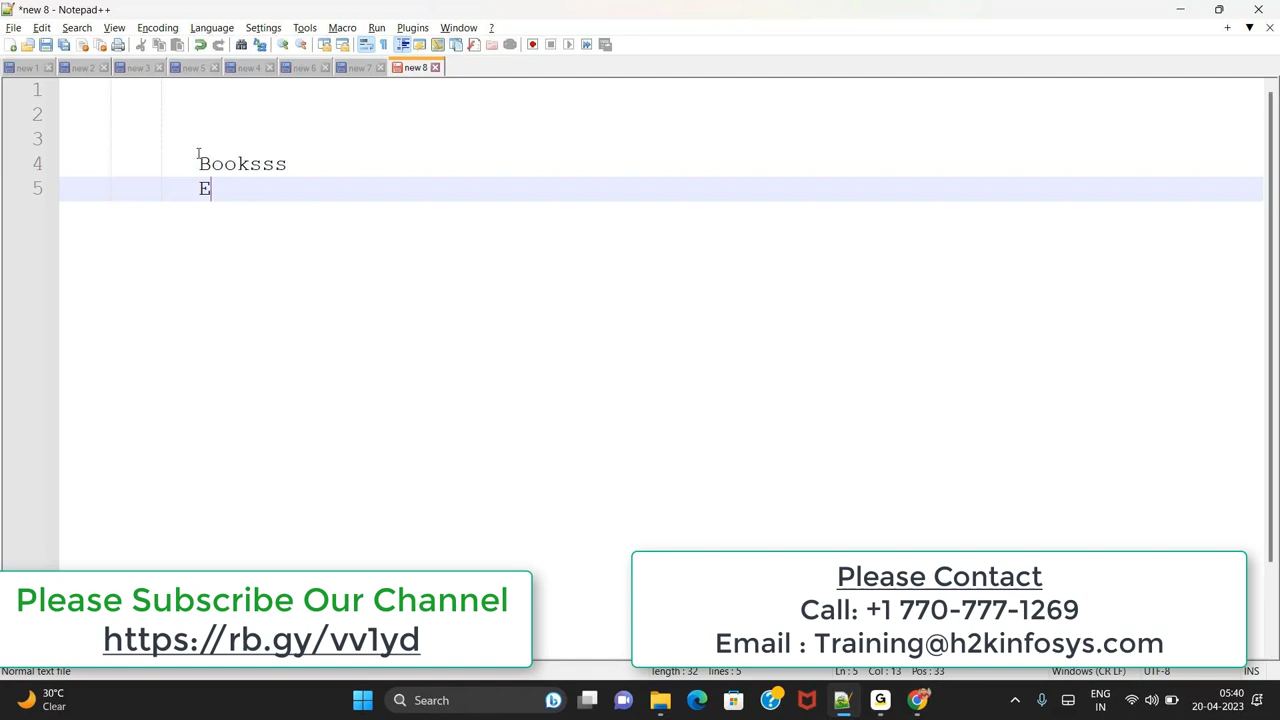 *new 8 - Notepad++
File Edit Search View Encoding Language Settings Tools Macro Run Plugins Window ?
new 1 new 2 new 3 new 5 new 4 new 6 new 7 new 8
1
2
3
4 Booksss
5 E
Please Subscribe Our Channel
https://rb.gy/vv1yd
Please Contact
Call: +1 770-777-1269
Email : Training@h2kinfosys.com
Normal text file length: 32 lines: 5 Ln: 5 Col: 13 Pos: 33 Windows (CR LF) UTF-8 INS
30°C
Clear
Search
ENG
IN
05:40
20-04-2023